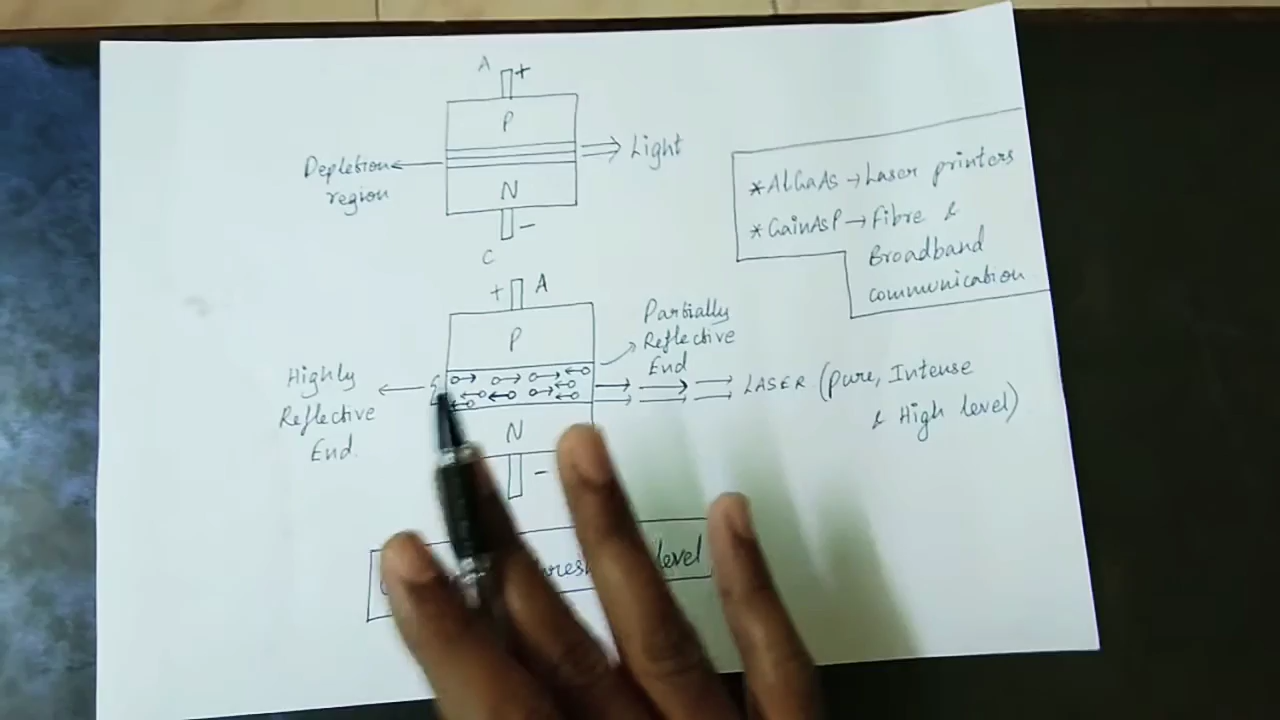 A
+
P
Depletion
region
Light
N
-
C
*AlGaAs → Laser printers
*GainAsP → Fibre &
Broadband
communication
+
A
P
Partially
Reflective
End
Highly
Reflective
End.
LASER (pure, Intense
& High level)
N
-
level